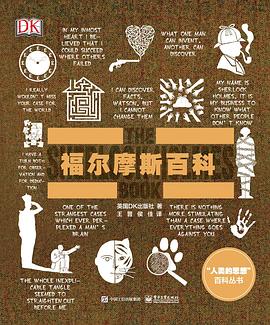 DK
IN MY INMOST
HEART I BE-
LIEVED THAT I
COULD SUCCEED
WHERE OTHERS
FAILED
WHAT ONE MAN
CAN INVENT,
ANOTHER CAN
DISCOVER.
I REALLY
WOULDN'T MISS
YOUR CASE FOR
THE WORLD
I CAN DISCOVER
FACTS,
WATSON, BUT
I CANNOT
CHANGE
THEM
MY NAME IS
SHERLOCK
HOLMES. IT IS
MY BUSINESS TO
KNOW WHAT
OTHER PEOPLE
DON'T KNOW
THE
BOOK
福尔摩斯百科
I HAVE A
TURN BOTH
FOR OBSER-
VATION AND
FOR DEDUC-
TION
英国DK出版社 著
王晋 侯佳 译
ONE OF THE
STRANGEST CASES
WHICH EVER PER-
PLEXED A MAN'S
BRAIN
THERE IS NOTHING
MORE STIMULATING
THAN A CASE WHERE
EVERYTHING GOES
AGAINST YOU
“人类的思想”
百科丛书
THE WHOLE INEXPLI-
CABLE TANGLE
SEEMED TO
STRAIGHTEN OUT
BEFORE ME
中国工信出版集团
电子工业出版社